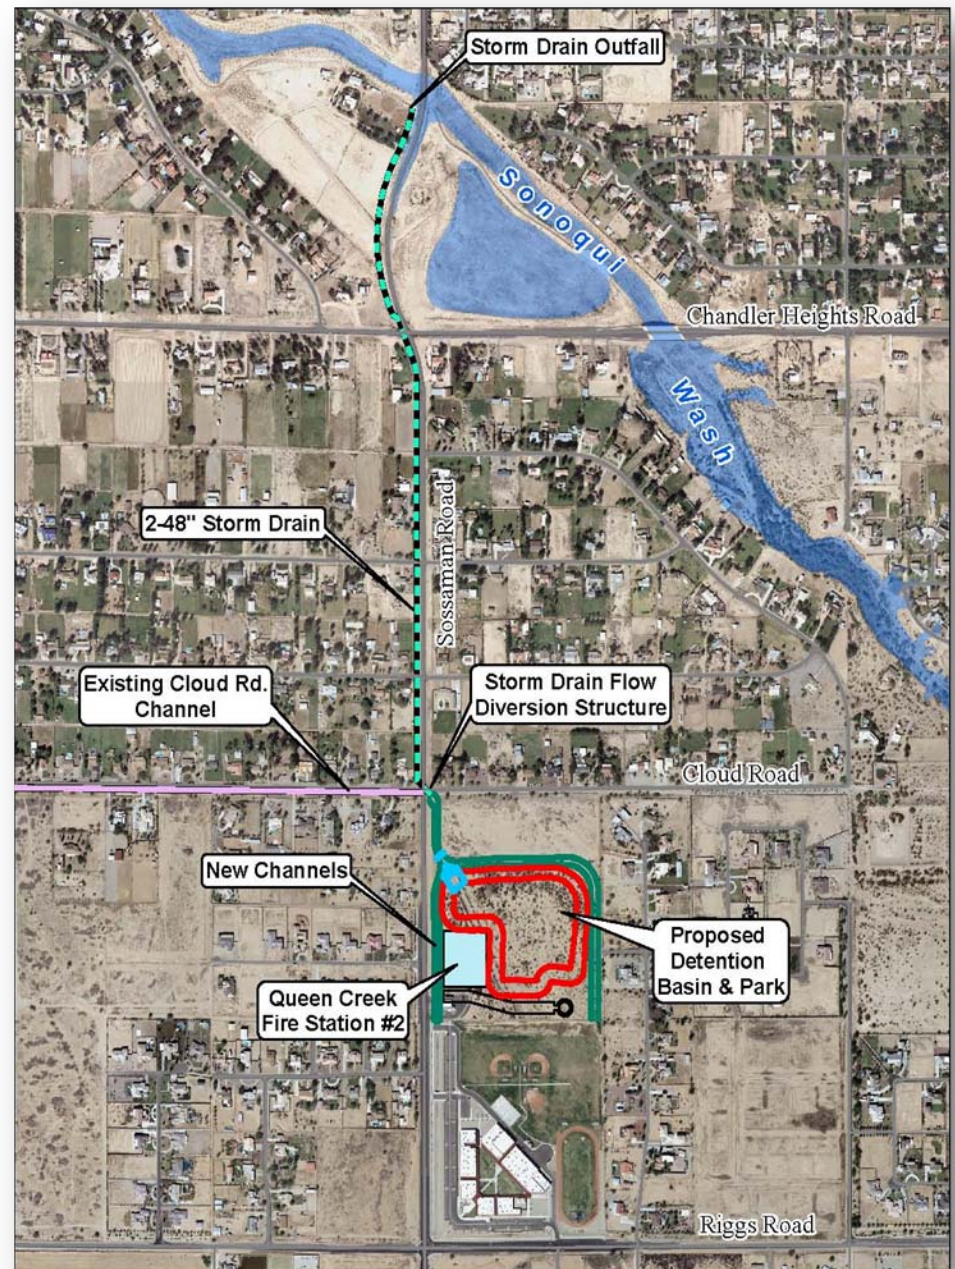 Storm Drain Outfall
Sonoqui
Chandler Heights Road
Wash
2-48" Storm Drain
Sossaman Road
Existing Cloud Rd.
Channel
Storm Drain Flow
Diversion Structure
Cloud Road
New Channels
Proposed
Detention
Basin & Park
Queen Creek
Fire Station #2
Riggs Road